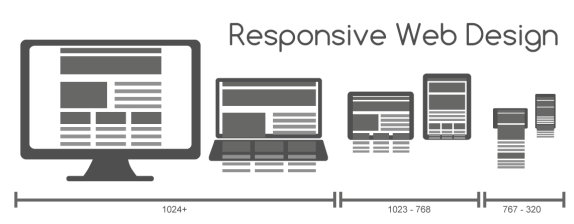 Responsive Web Design
1024+
1023 - 768
767 - 320